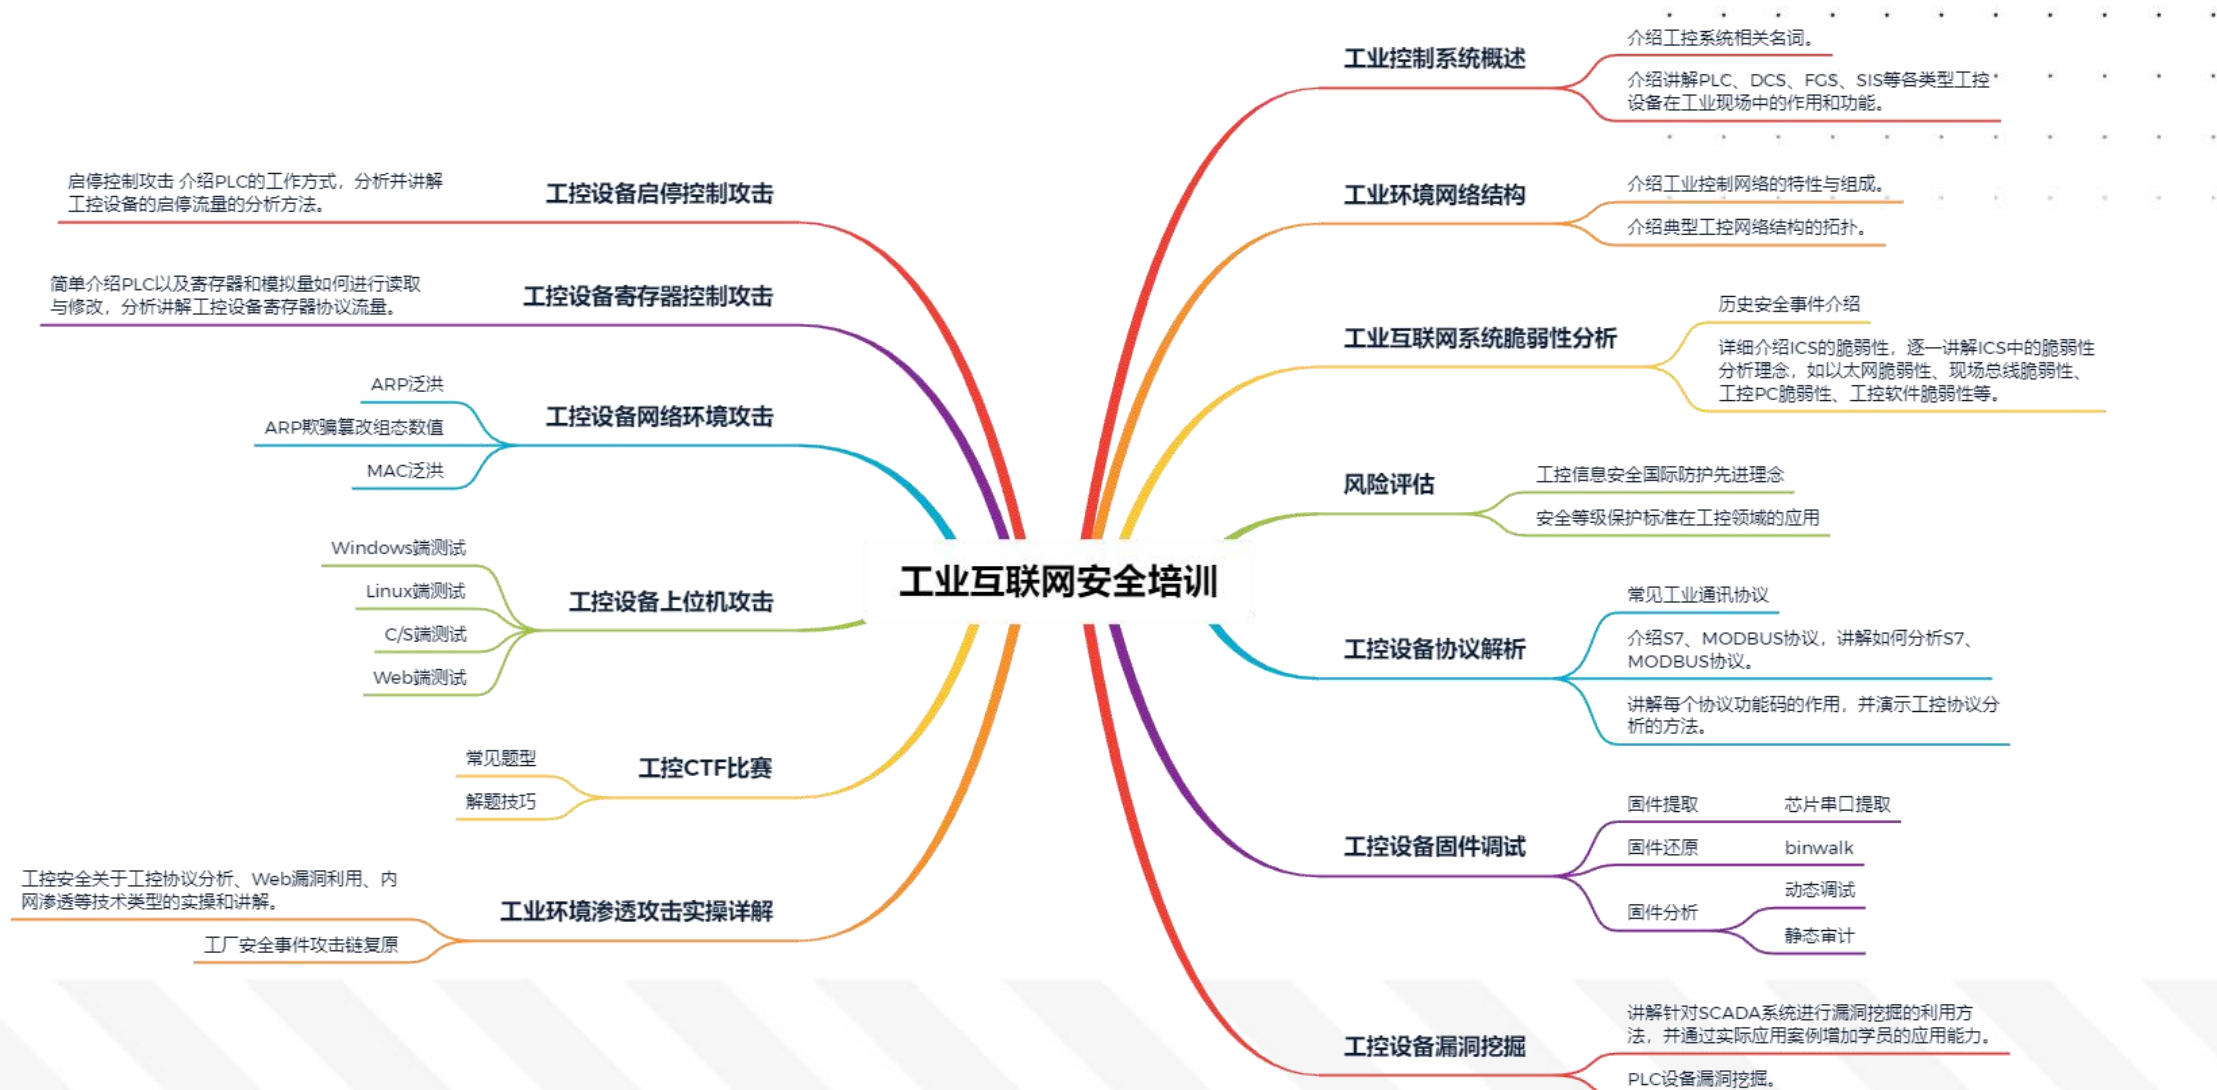 工业互联网安全培训
工业控制系统概述
介绍工控系统相关名词。
介绍讲解PLC、DCS、FGS、SIS等各类型工控
设备在工业现场中的作用和功能。
工业环境网络结构
介绍工业控制网络的特性与组成。
介绍典型工控网络结构的拓扑。
工业互联网系统脆弱性分析
历史安全事件介绍
详细介绍ICS的脆弱性，逐一讲解ICS中的脆弱性
分析理念，如以太网脆弱性、现场总线脆弱性、
工控PC脆弱性、工控软件脆弱性等。
风险评估
工控信息安全国际防护先进理念
安全等级保护标准在工控领域的应用
工控设备协议解析
常见工业通讯协议
介绍S7、MODBUS协议，讲解如何分析S7、
MODBUS协议。
讲解每个协议功能码的作用，并演示工控协议分
析的方法。
工控设备固件调试
固件提取
芯片串口提取
固件还原
binwalk
固件分析
动态调试
静态审计
工控设备漏洞挖掘
讲解针对SCADA系统进行漏洞挖掘的利用方
法，并通过实际应用案例增加学员的应用能力。
PLC设备漏洞挖掘。
工控设备启停控制攻击
启停控制攻击 介绍PLC的工作方式，分析并讲解
工控设备的启停流量的分析方法。
工控设备寄存器控制攻击
简单介绍PLC以及寄存器和模拟量如何进行读取
与修改，分析讲解工控设备寄存器协议流量。
工控设备网络环境攻击
ARP泛洪
ARP欺骗篡改组态数值
MAC泛洪
工控设备上位机攻击
Windows端测试
Linux端测试
C/S端测试
Web端测试
工控CTF比赛
常见题型
解题技巧
工业环境渗透攻击实操详解
工控安全关于工控协议分析、Web漏洞利用、内
网渗透等技术类型的实操和讲解。
工厂安全事件攻击链复原